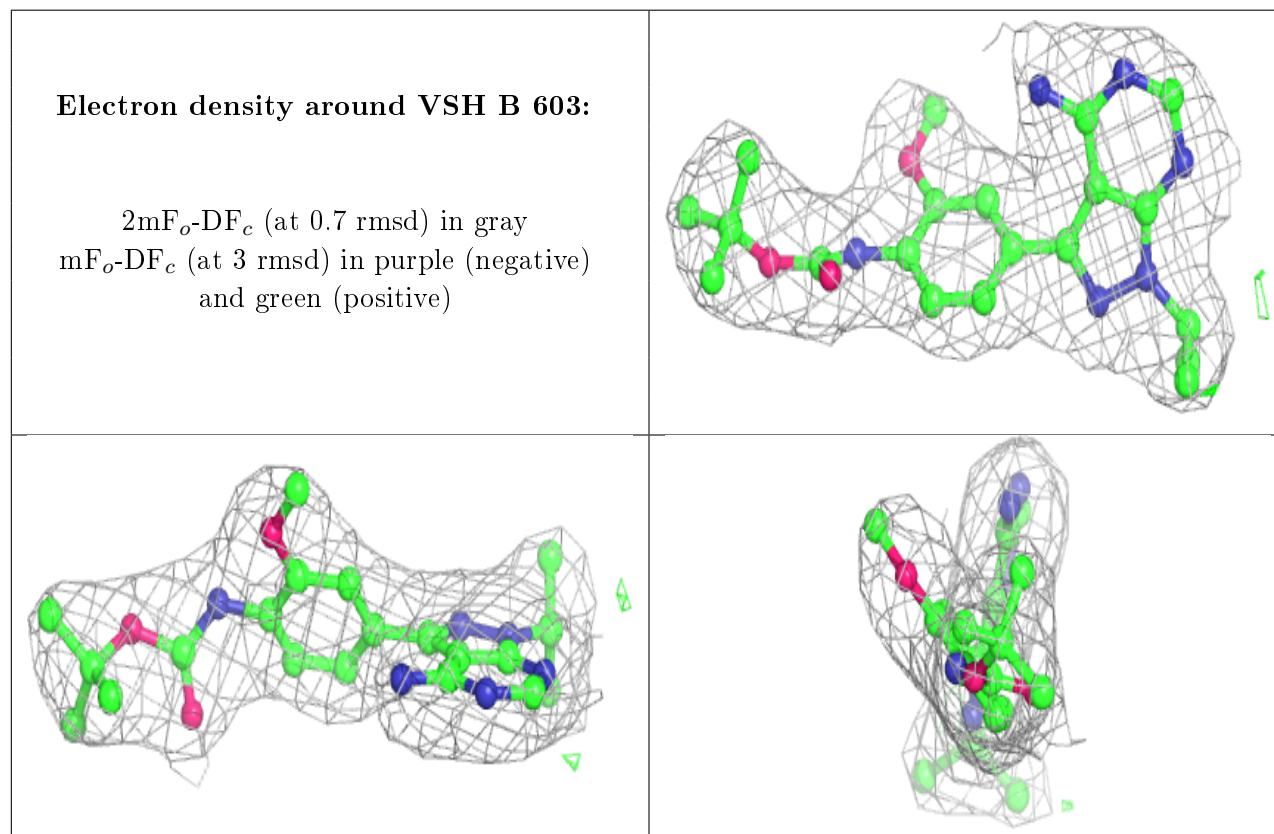 Electron density around VSH B 603:
2mFₒ-DF𝒸 (at 0.7 rmsd) in gray
mFₒ-DF𝒸 (at 3 rmsd) in purple (negative)
and green (positive)